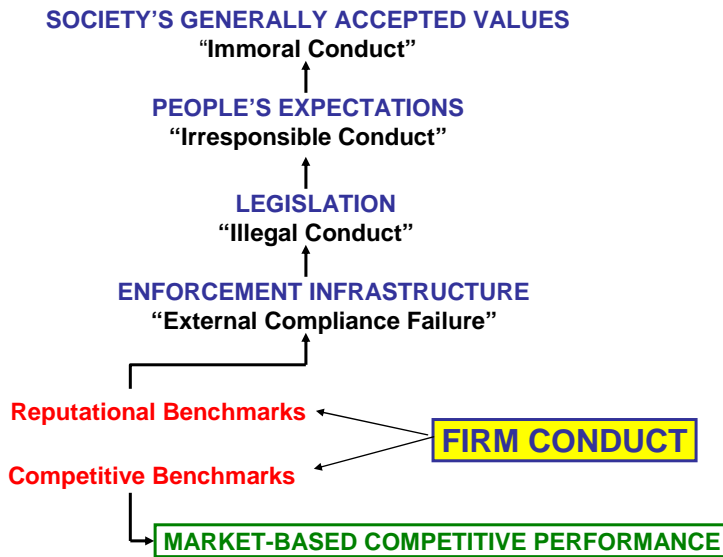 SOCIETY’S GENERALLY ACCEPTED VALUES
“Immoral Conduct”
PEOPLE’S EXPECTATIONS
“Irresponsible Conduct”
LEGISLATION
“Illegal Conduct”
ENFORCEMENT INFRASTRUCTURE
“External Compliance Failure”
Reputational Benchmarks
FIRM CONDUCT
Competitive Benchmarks
MARKET-BASED COMPETITIVE PERFORMANCE